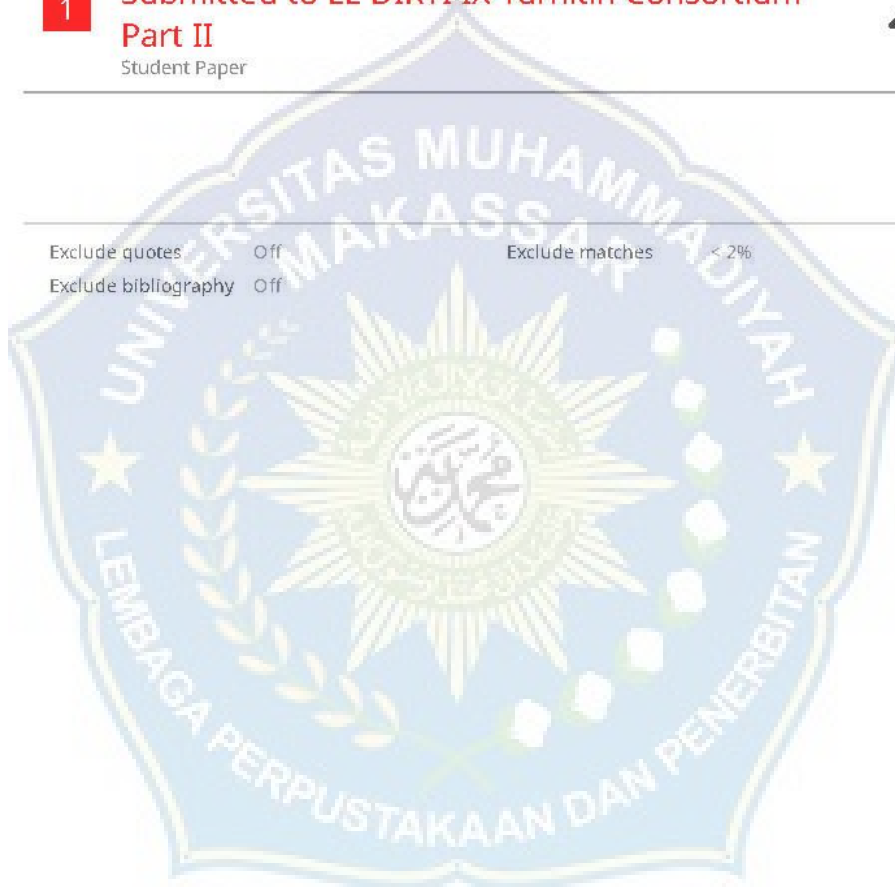 1
Part II
Student Paper
UNIVERSITAS MUHAMMADIYAH
MAKASSAR
Exclude quotes Off Exclude matches < 2%
Exclude bibliography Off
محمد
LEMBAGA PERPUSTAKAAN DAN PENERBITAN